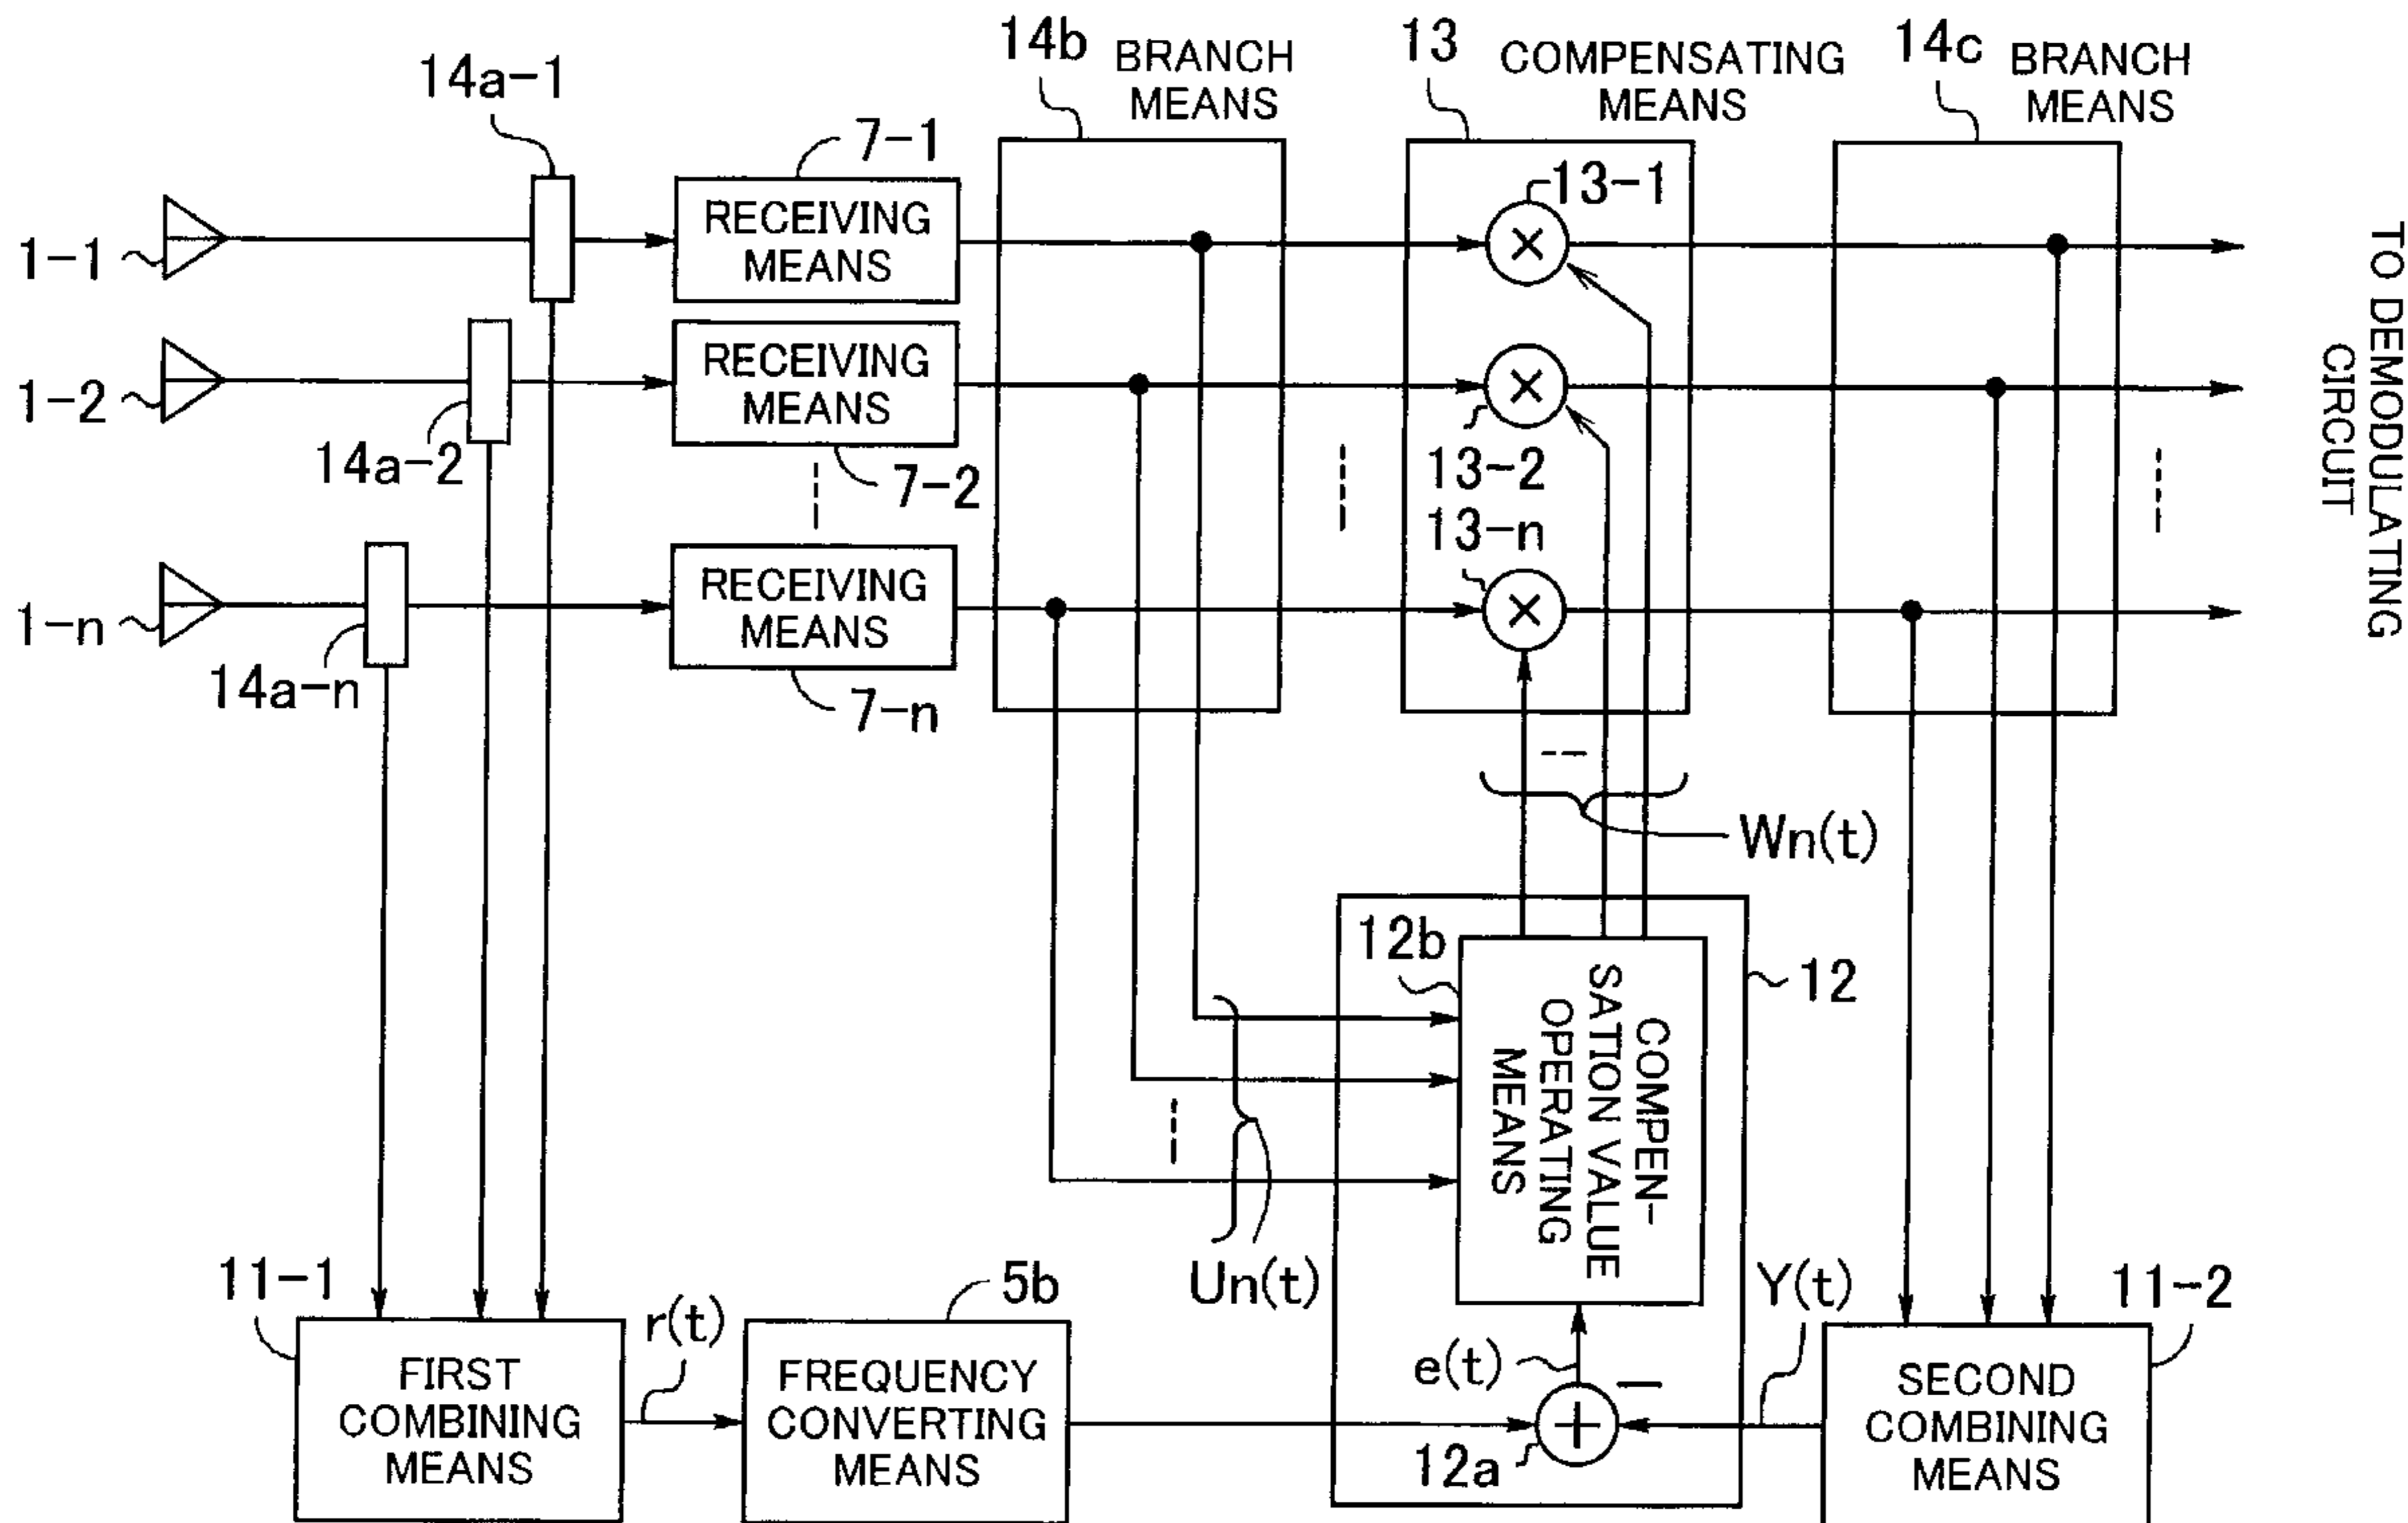 14b BRANCH
MEANS
13 COMPENSATING
MEANS
14c BRANCH
MEANS
14a-1
7-1
13-1
1-1
RECEIVING
MEANS
TO DEMODULATING
CIRCUIT
1-2
RECEIVING
MEANS
14a-2
7-2
13-2
13-n
1-n
RECEIVING
MEANS
14a-n
7-n
Wn(t)
12b
12
COMPEN-
SATION VALUE
OPERATING
MEANS
Un(t)
11-1
r(t)
5b
Y(t)
11-2
e(t)
FIRST
COMBINING
MEANS
FREQUENCY
CONVERTING
MEANS
12a
SECOND
COMBINING
MEANS